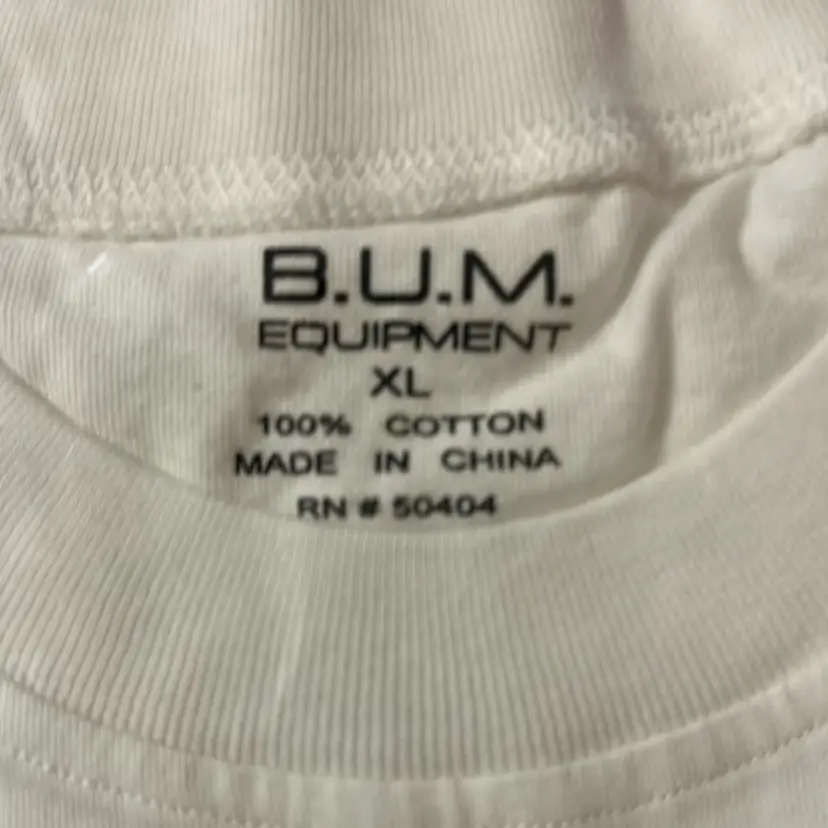 B.U.M.
EQUIPMENT
XL
100% COTTON
MADE IN CHINA
RN # 50404